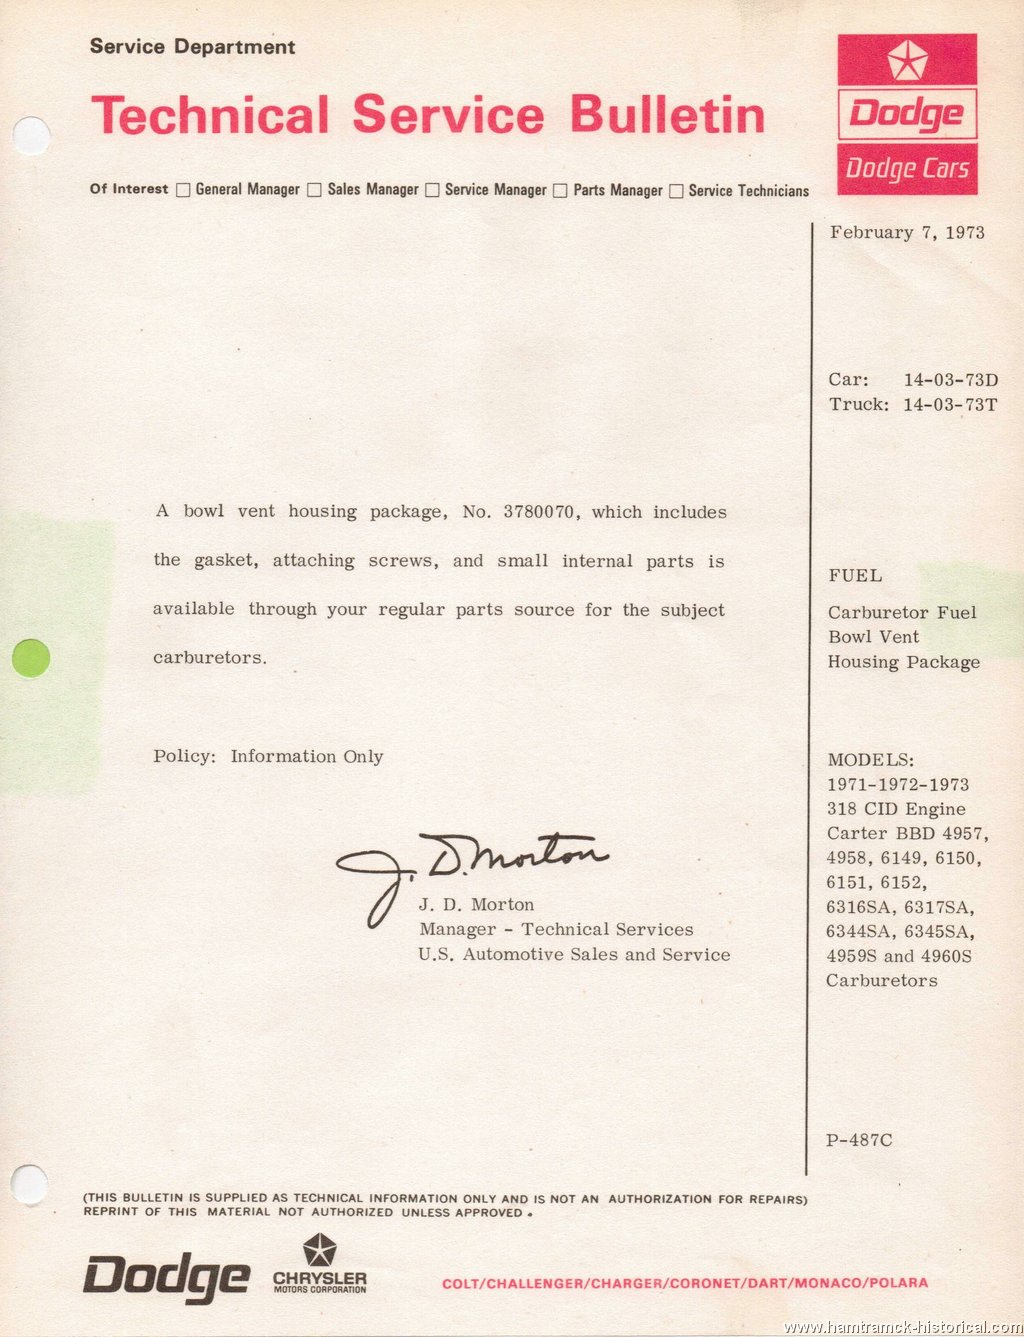 Service Department
Technical Service Bulletin
Dodge
Dodge Cars
Of Interest □ General Manager □ Sales Manager □ Service Manager □ Parts Manager □ Service Technicians
February 7, 1973
Car: 14-03-73D
Truck: 14-03-73T
A bowl vent housing package, No. 3780070, which includes
the gasket, attaching screws, and small internal parts is
available through your regular parts source for the subject
carburetors.
Policy: Information Only
J. D. Morton
J. D. Morton
Manager - Technical Services
U.S. Automotive Sales and Service
FUEL
Carburetor Fuel
Bowl Vent
Housing Package
MODELS:
1971-1972-1973
318 CID Engine
Carter BBD 4957,
4958, 6149, 6150,
6151, 6152,
6316SA, 6317SA,
6344SA, 6345SA,
4959S and 4960S
Carburetors
P-487C
(THIS BULLETIN IS SUPPLIED AS TECHNICAL INFORMATION ONLY AND IS NOT AN AUTHORIZATION FOR REPAIRS)
REPRINT OF THIS MATERIAL NOT AUTHORIZED UNLESS APPROVED.
Dodge
CHRYSLER
MOTORS CORPORATION
COLT/CHALLENGER/CHARGER/CORONET/DART/MONACO/POLARA
www.hamtramck-historical.com